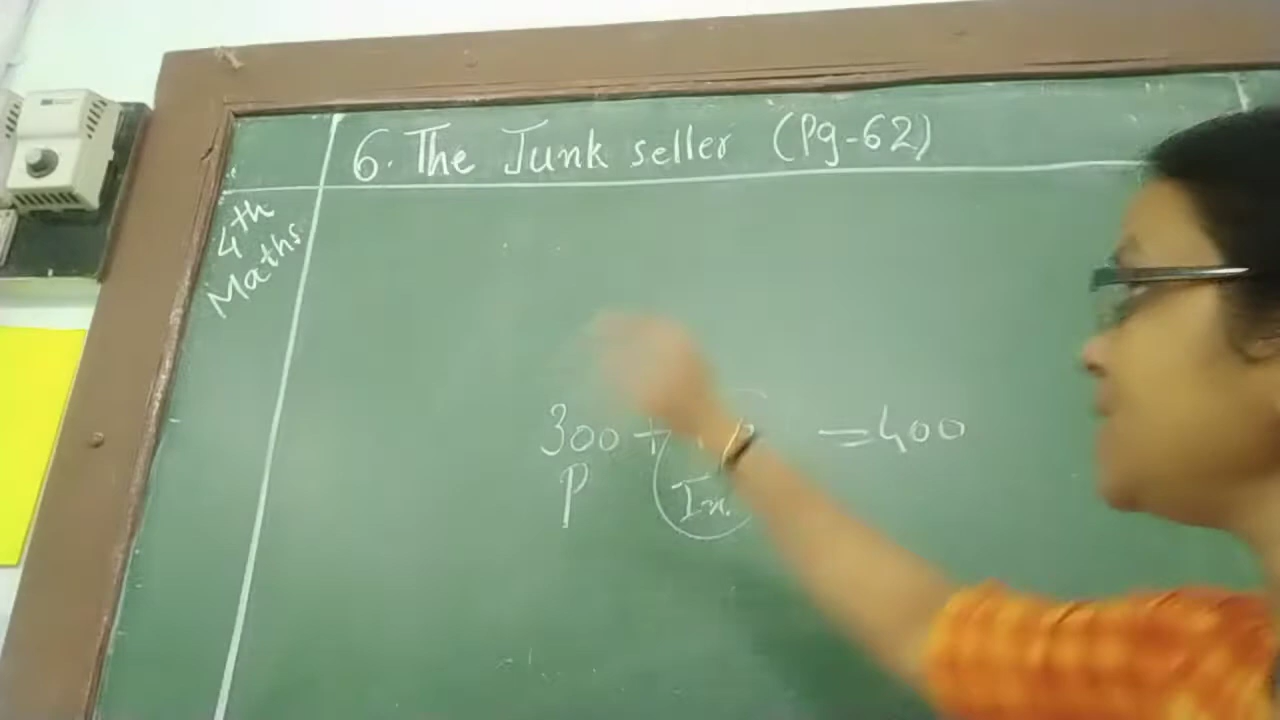 6. The Junk seller (Pg-62)
4th
Maths
300 + = 400
P In.